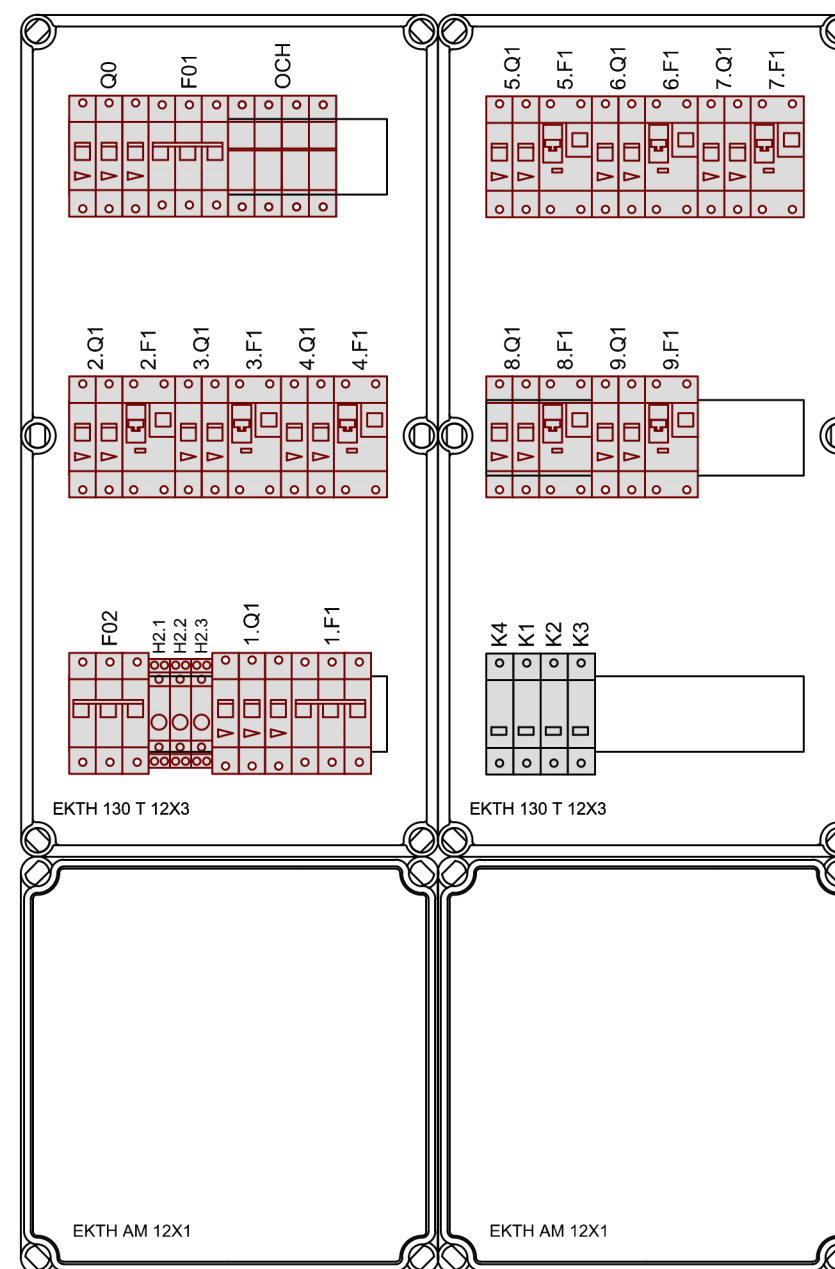 Q0 F01 OCH
2.Q1 2.F1 3.Q1 3.F1 4.Q1 4.F1
F02 H2.1 H2.2 H2.3 1.Q1 1.F1
EKTH 130 T 12X3
5.Q1 5.F1 6.Q1 6.F1 7.Q1 7.F1
8.Q1 8.F1 9.Q1 9.F1
K4 K1 K2 K3
EKTH 130 T 12X3
EKTH AM 12X1
EKTH AM 12X1